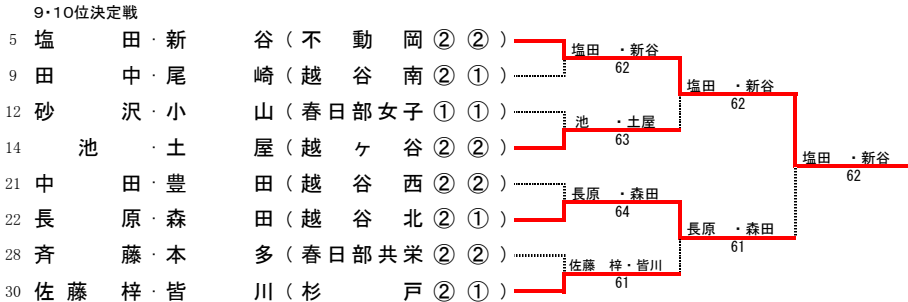 9・10位決定戦
5 塩田・新谷(不動岡②②)
9 田中・尾崎(越谷南②①)
12 砂沢・小山(春日部女子①①)
14 池・土屋(越ヶ谷②②)
21 中田・豊田(越谷西②②)
22 長原・森田(越谷北②①)
28 斉藤・本多(春日部共栄②②)
30 佐藤梓・皆川(杉戸②①)
塩田 ・新谷
62
池 ・土屋
63
長原 ・森田
64
佐藤 梓・皆川
61
塩田 ・新谷
62
長原 ・森田
61
塩田 ・新谷
62